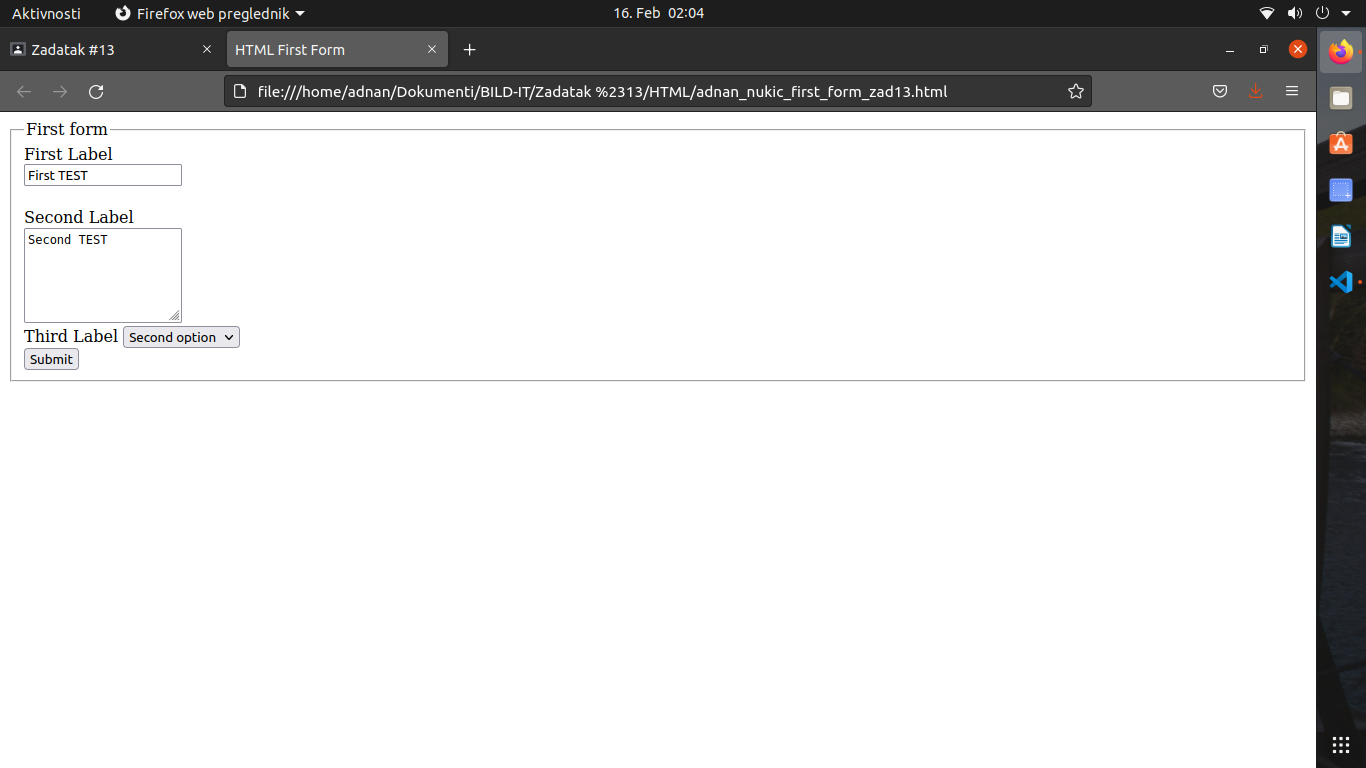 Aktivnosti Firefox web preglednik 16. Feb 02:04
Zadatak #13 HTML First Form
file:///home/adnan/Dokumenti/BILD-IT/Zadatak %2313/HTML/adnan_nukic_first_form_zad13.html
First form
First Label
First TEST
Second Label
Second TEST
Third Label Second option
Submit